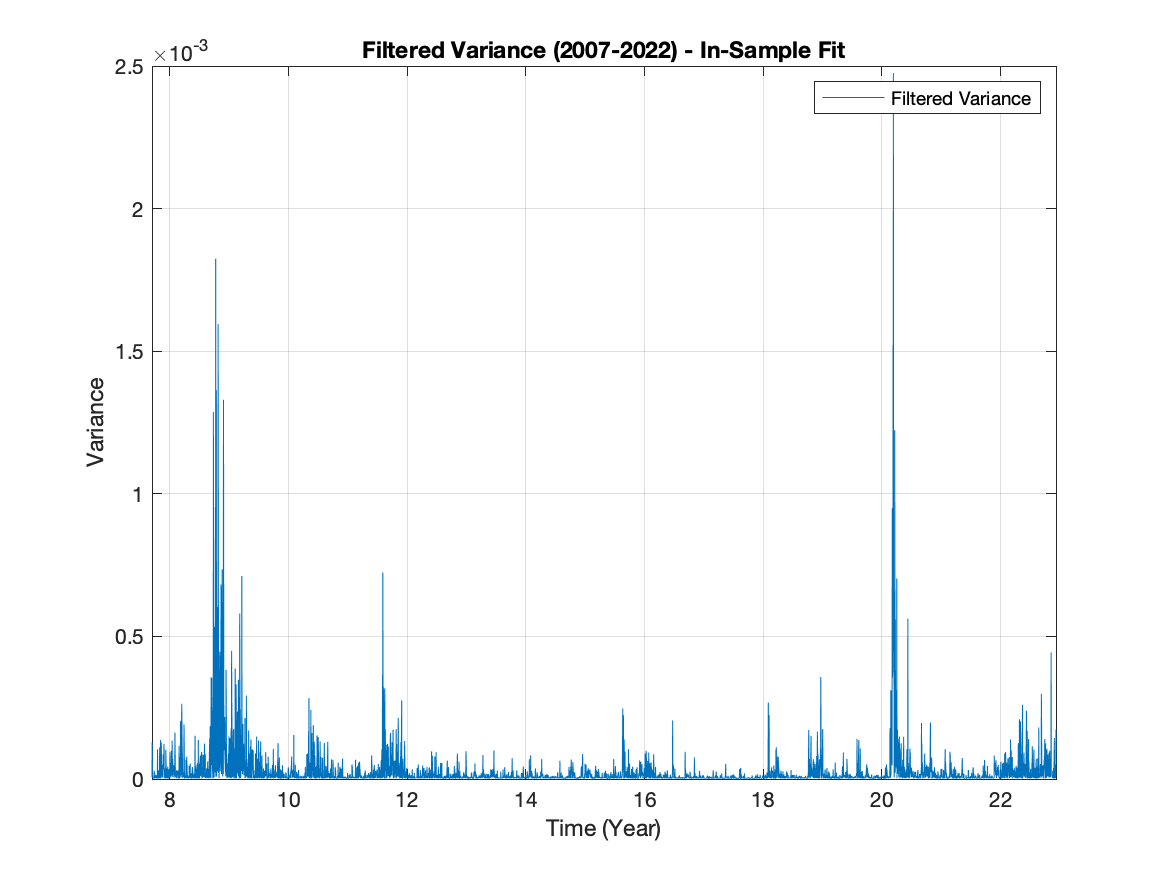 Filtered Variance (2007-2022) - In-Sample Fit
×10-3
Filtered Variance
2.5
2
1.5
1
0.5
0
Variance
8 10 12 14 16 18 20 22
Time (Year)